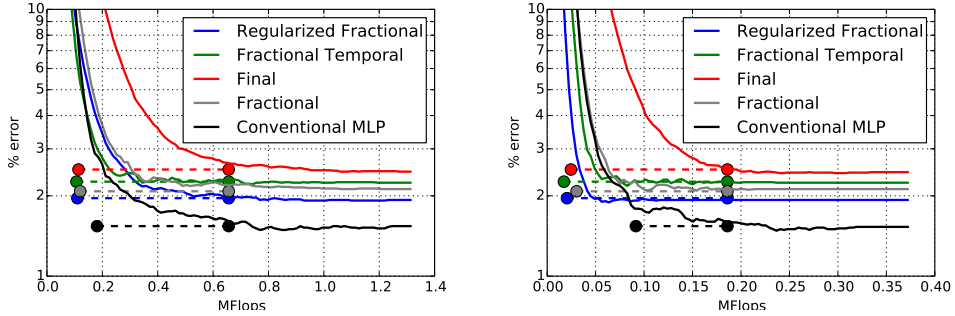 10
9
8
7
6
5
4
3
2
1
% error
Regularized Fractional
Fractional Temporal
Final
Fractional
Conventional MLP
0.0 0.2 0.4 0.6 0.8 1.0 1.2 1.4
MFlops
10
9
8
7
6
5
4
3
2
1
% error
Regularized Fractional
Fractional Temporal
Final
Fractional
Conventional MLP
0.00 0.05 0.10 0.15 0.20 0.25 0.30 0.35 0.40
MFlops